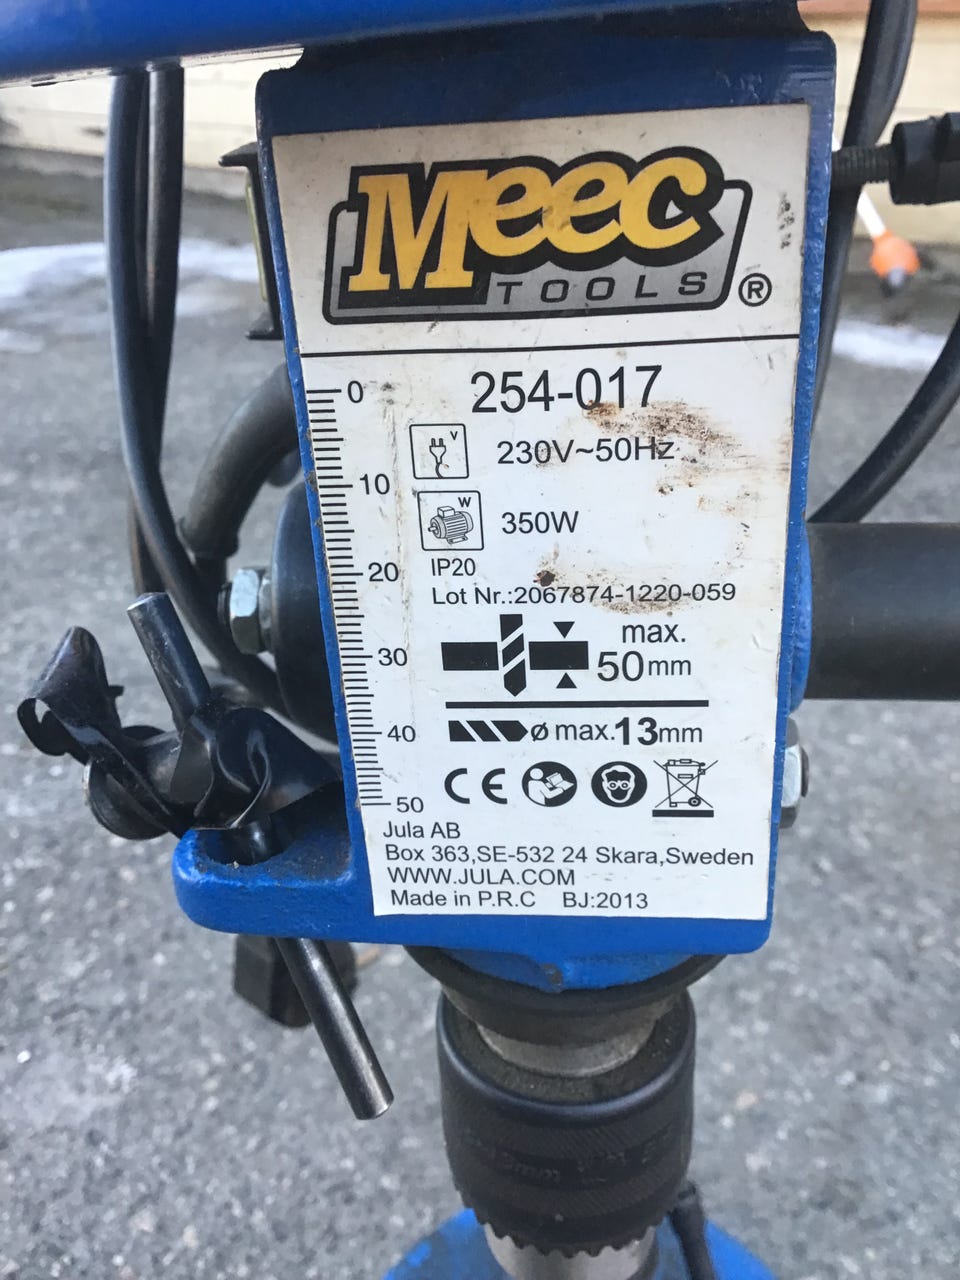 Meec
TOOLS ®
254-017
V
230V~50Hz
W
350W
IP20
Lot Nr.:2067874-1220-059
max.
50mm
ø max.13mm
CE
0
10
20
30
40
50
Jula AB
Box 363,SE-532 24 Skara,Sweden
WWW.JULA.COM
Made in P.R.C BJ:2013